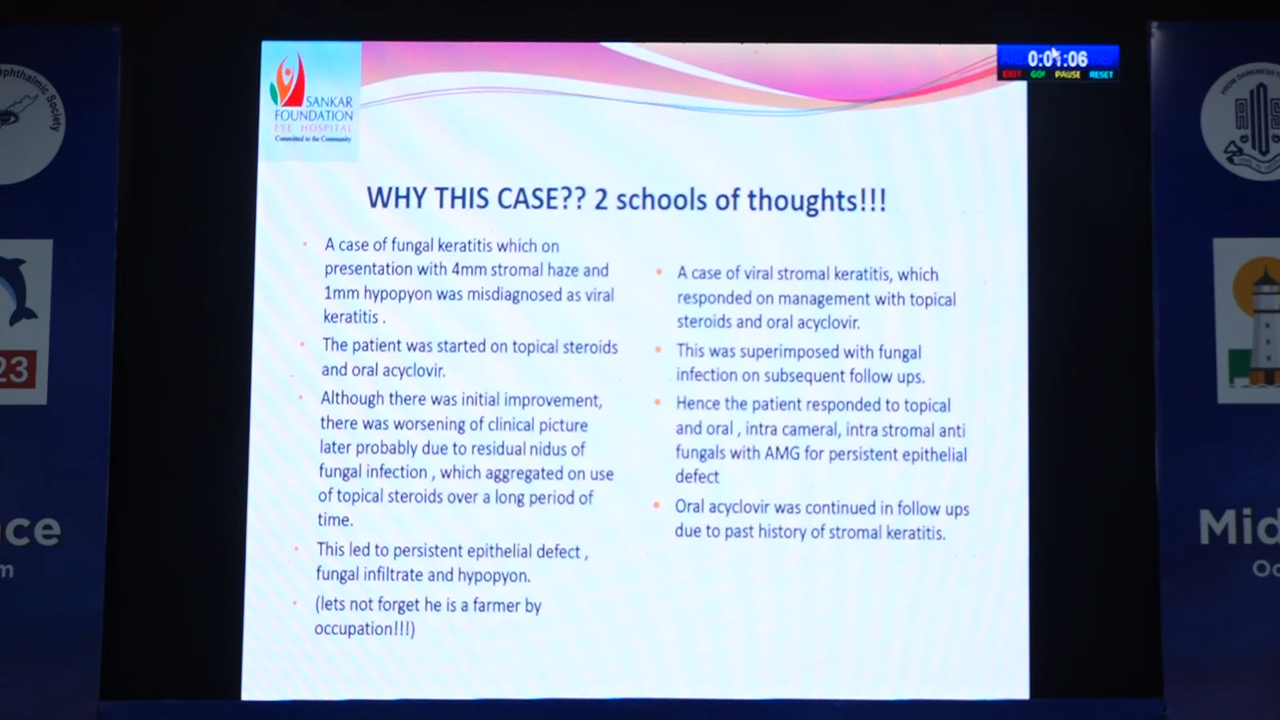 Ophthalmic Society
23
nce
m
SANKAR
FOUNDATION
EYE HOSPITAL
Committed to the Community
0:01:06
EXIT GO! PAUSE RESET
WHY THIS CASE?? 2 schools of thoughts!!!
A case of fungal keratitis which on
presentation with 4mm stromal haze and
1mm hypopyon was misdiagnosed as viral
keratitis .
The patient was started on topical steroids
and oral acyclovir.
Although there was initial improvement,
there was worsening of clinical picture
later probably due to residual nidus of
fungal infection , which aggregated on use
of topical steroids over a long period of
time.
This led to persistent epithelial defect ,
fungal infiltrate and hypopyon.
(lets not forget he is a farmer by
occupation!!!)
A case of viral stromal keratitis, which
responded on management with topical
steroids and oral acyclovir.
This was superimposed with fungal
infection on subsequent follow ups.
Hence the patient responded to topical
and oral , intra cameral, intra stromal anti
fungals with AMG for persistent epithelial
defect
Oral acyclovir was continued in follow ups
due to past history of stromal keratitis.
Mid
Oc